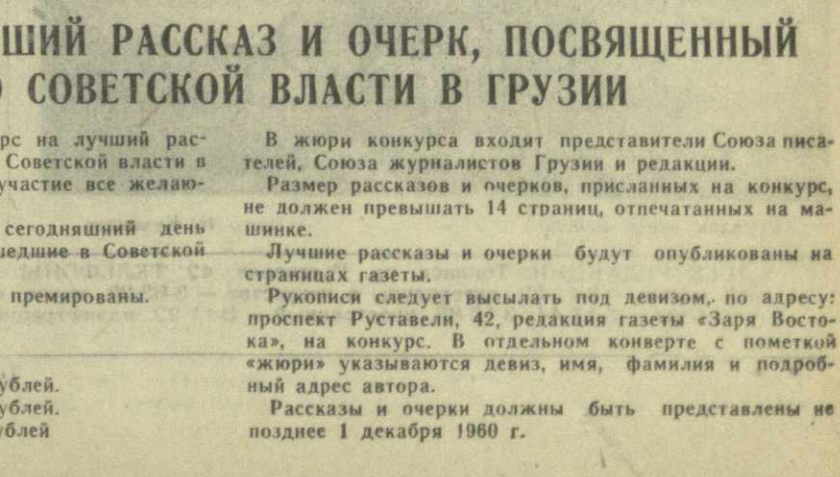 ШИЙ РАССКАЗ И ОЧЕРК, ПОСВЯЩЕННЫЙ
СОВЕТСКОЙ ВЛАСТИ В ГРУЗИИ
рс на лучший рас-
Советской власти в
участие все желаю-
сегодняшний день
шедшие в Советской
премированы.
ублей.
ублей.
ублей
В жюри конкурса входят представители Союза писа-
телей, Союза журналистов Грузии и редакции.
Размер рассказов и очерков, присланных на конкурс,
не должен превышать 14 страниц, отпечатанных на ма-
шинке.
Лучшие рассказы и очерки будут опубликованы на
страницах газеты.
Рукописи следует высылать под девизом, по адресу:
проспект Руставели, 42, редакция газеты «Заря Восто-
ка», на конкурс. В отдельном конверте с пометкой
«жюри» указываются девиз, имя, фамилия и подроб-
ный адрес автора.
Рассказы и очерки должны быть представлены не
позднее 1 декабря 1960 г.